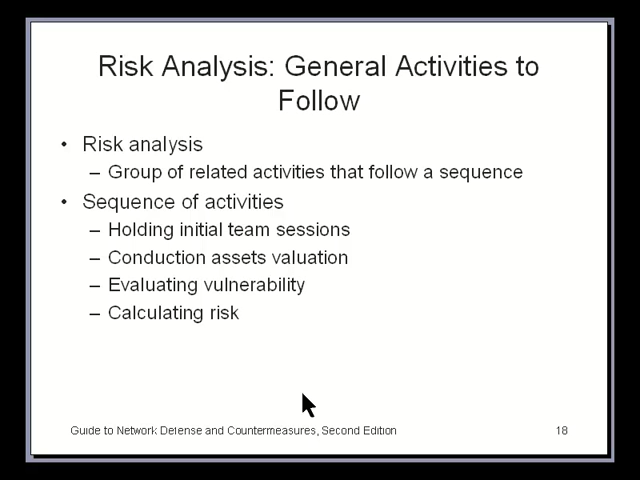 Risk Analysis: General Activities to
Follow
• Risk analysis
– Group of related activities that follow a sequence
• Sequence of activities
– Holding initial team sessions
– Conduction assets valuation
– Evaluating vulnerability
– Calculating risk
Guide to Network Defense and Countermeasures, Second Edition 18